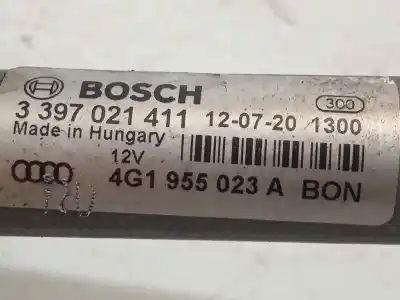 BOSCH
300
3 397 021 411 12-07-20 1300
Made in Hungary
12V
4G1 955 023 A BON